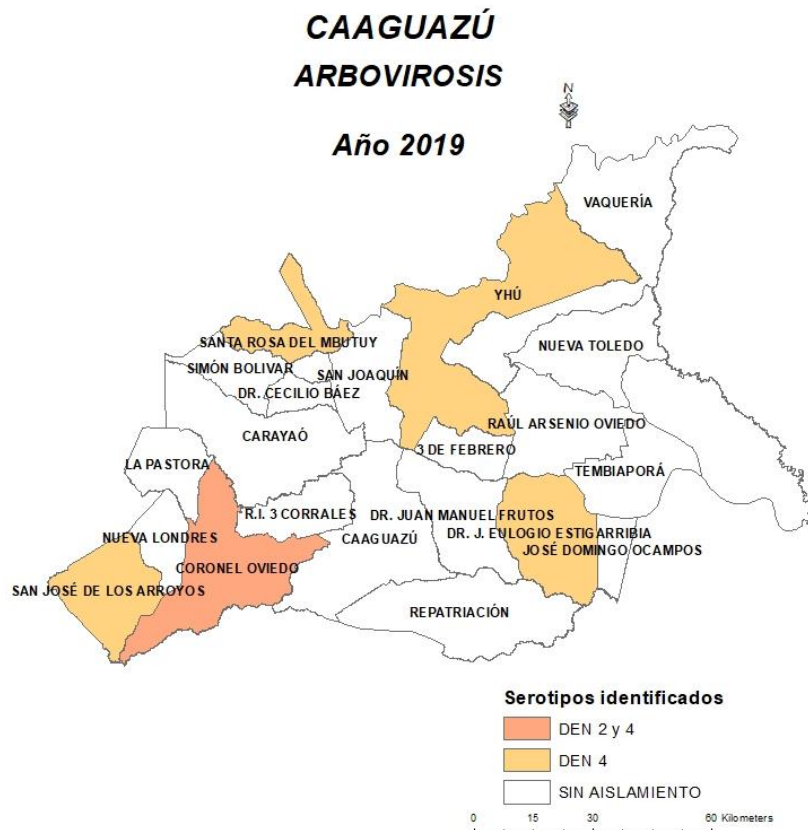 CAAGUAZÚ
ARBOVIROSIS
Año 2019
N
VAQUERÍA
YHÚ
SANTA ROSA DEL MBUTUY
NUEVA TOLEDO
SIMÓN BOLIVAR
SAN JOAQUÍN
DR. CECILIO BÁEZ
RAÚL ARSENIO OVIEDO
CARAYAÓ
3 DE FEBRERO
LA PASTORA
TEMBIAPORÁ
R.I. 3 CORRALES
DR. JUAN MANUEL FRUTOS
NUEVA LONDRES
CAAGUAZÚ
DR. J. EULOGIO ESTIGARRIBIA
JOSÉ DOMINGO OCAMPOS
CORONEL OVIEDO
SAN JOSÉ DE LOS ARROYOS
REPATRIACIÓN
Serotipos identificados
DEN 2 y 4
DEN 4
SIN AISLAMIENTO
0 15 30 60 Kilometers